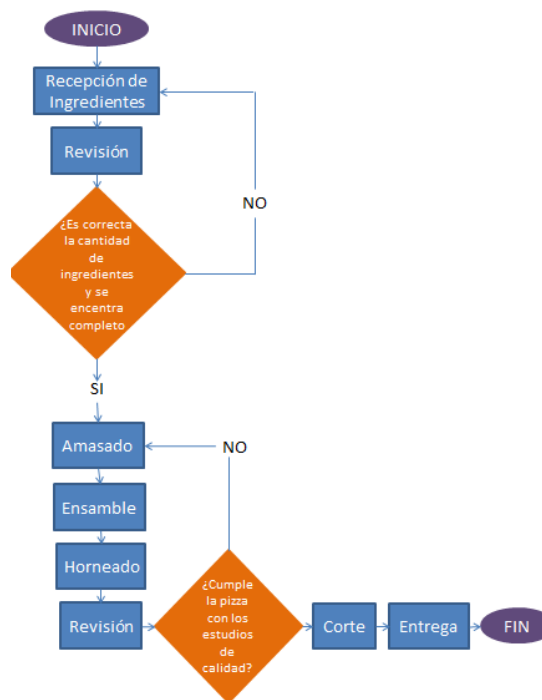 INICIO
Recepción de
Ingredientes
Revisión
¿Es correcta
la cantidad
de
ingredientes
y se
encentra
completo
NO
SI
Amasado
NO
Ensamble
Horneado
Revisión
¿Cumple
la pizza
con los
estudios
de
calidad?
Corte
Entrega
FIN